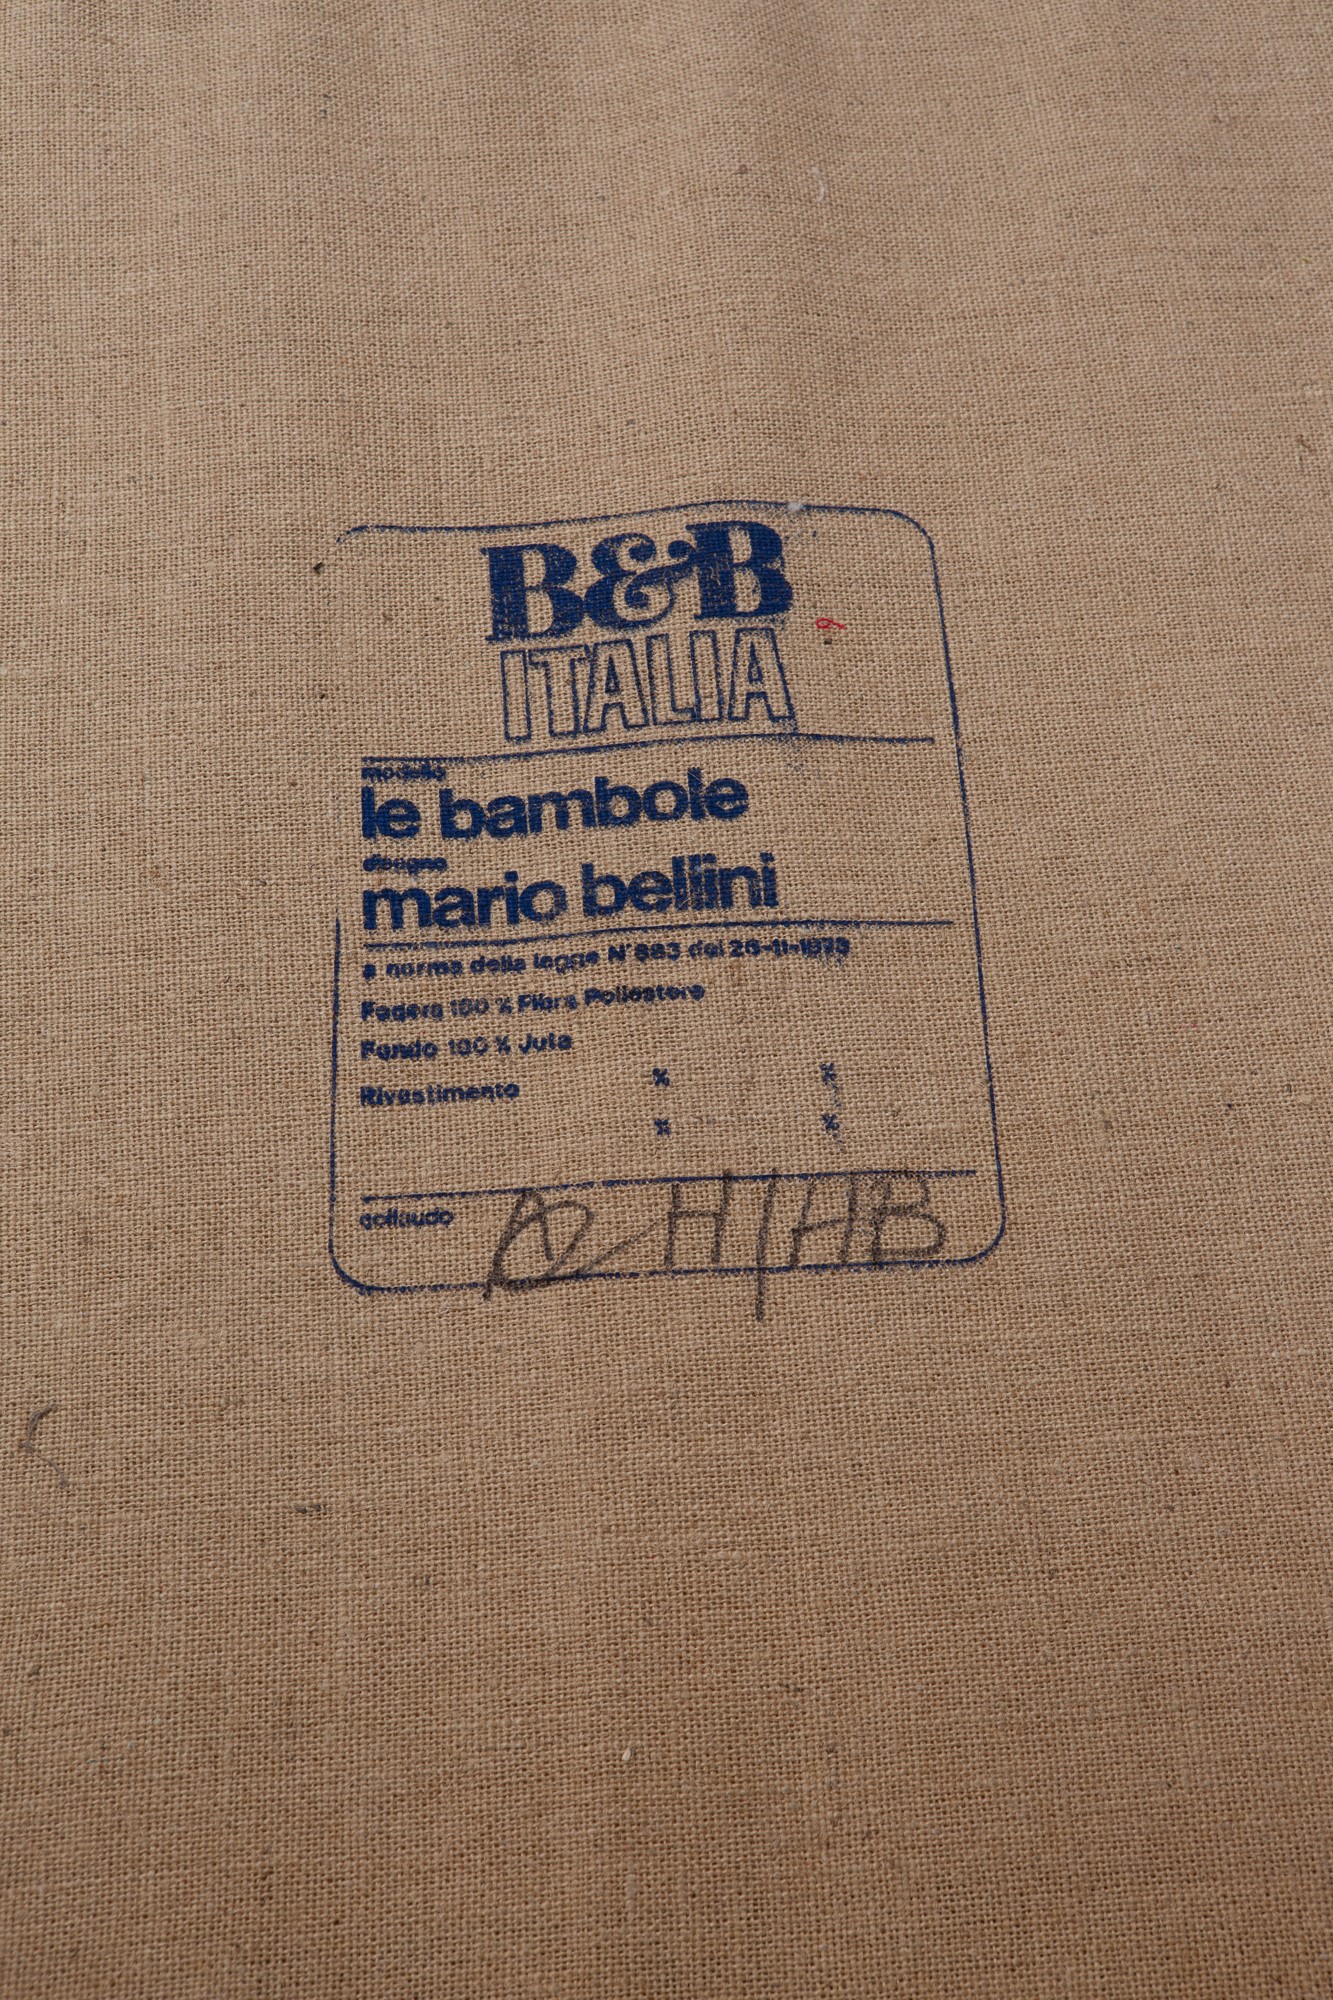 B&B
ITALIA
modello
le bambole
disegno
mario bellini
a norma della legge N° 883 del 26-11-1973
Federa 100 % Fibra Poliestere
Fondo 100 % Juta
Rivestimento % %
% %
collaudo